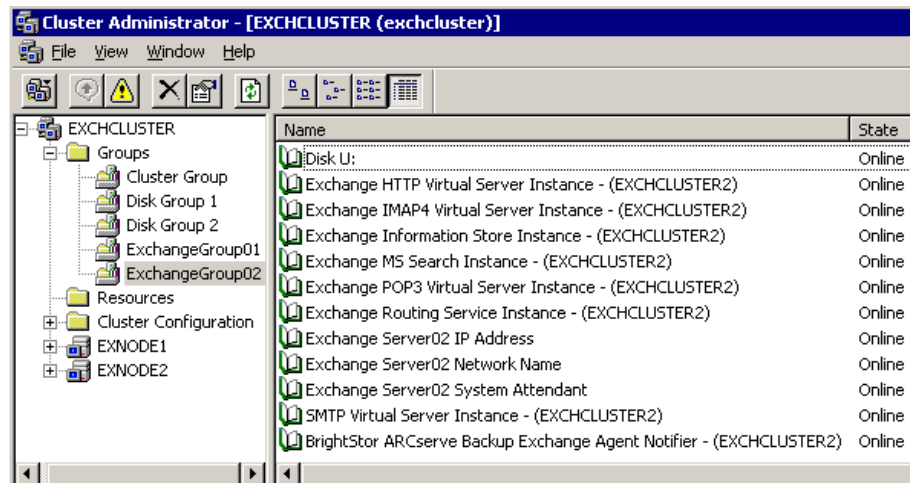 Cluster Administrator - [EXCHCLUSTER (exchcluster)]
File View Window Help
EXCHCLUSTER
Groups
Cluster Group
Disk Group 1
Disk Group 2
ExchangeGroup01
ExchangeGroup02
Resources
Cluster Configuration
EXNODE1
EXNODE2
Name State
Disk U: Online
Exchange HTTP Virtual Server Instance - (EXCHCLUSTER2) Online
Exchange IMAP4 Virtual Server Instance - (EXCHCLUSTER2) Online
Exchange Information Store Instance - (EXCHCLUSTER2) Online
Exchange MS Search Instance - (EXCHCLUSTER2) Online
Exchange POP3 Virtual Server Instance - (EXCHCLUSTER2) Online
Exchange Routing Service Instance - (EXCHCLUSTER2) Online
Exchange Server02 IP Address Online
Exchange Server02 Network Name Online
Exchange Server02 System Attendant Online
SMTP Virtual Server Instance - (EXCHCLUSTER2) Online
BrightStor ARCserve Backup Exchange Agent Notifier - (EXCHCLUSTER2) Online